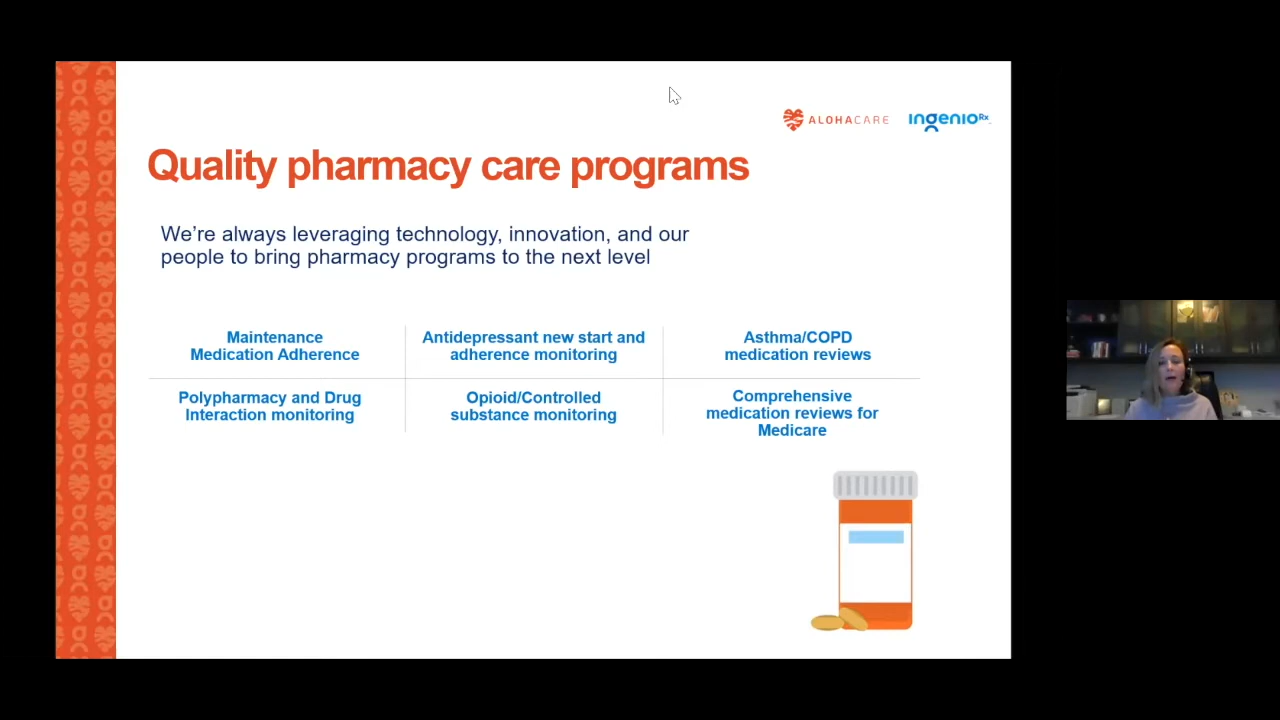 ALOHACARE
ingenioRx
Quality pharmacy care programs
We're always leveraging technology, innovation, and our
people to bring pharmacy programs to the next level
Maintenance
Medication Adherence
Antidepressant new start and
adherence monitoring
Asthma/COPD
medication reviews
Polypharmacy and Drug
Interaction monitoring
Opioid/Controlled
substance monitoring
Comprehensive
medication reviews for
Medicare